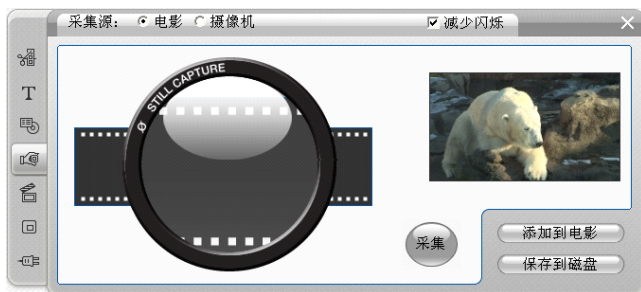 采集源： 电影 摄像机 减少闪烁
T
Ø STILL CAPTURE
采集
添加到电影
保存到磁盘